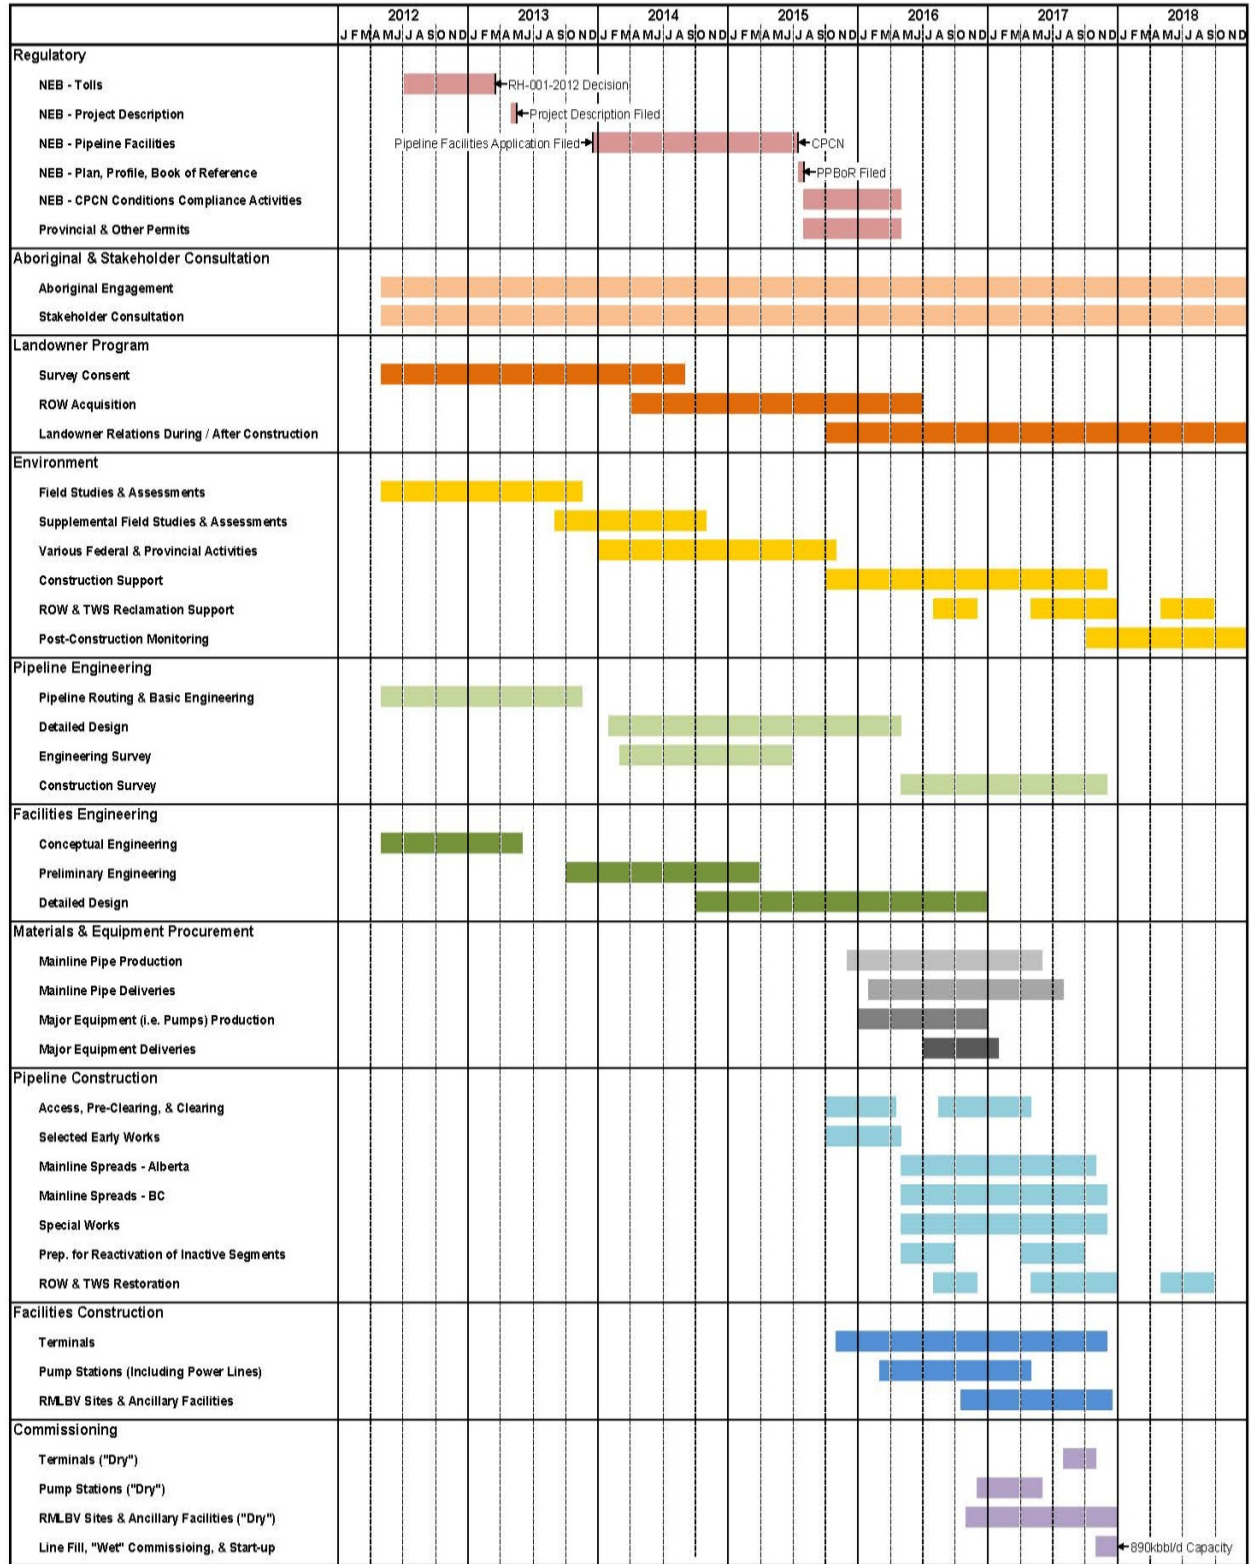 2012 2013 2014 2015 2016 2017 2018
J F M A M J J A S O N D J F M A M J J A S O N D J F M A M J J A S O N D J F M A M J J A S O N D J F M A M J J A S O N D J F M A M J J A S O N D J F M A M J J A S O N D
Regulatory
NEB - Tolls RH-001-2012 Decision
NEB - Project Description Project Description Filed
NEB - Pipeline Facilities Pipeline Facilities Application Filed CPCN
NEB - Plan, Profile, Book of Reference PPBoR Filed
NEB - CPCN Conditions Compliance Activities
Provincial & Other Permits
Aboriginal & Stakeholder Consultation
Aboriginal Engagement
Stakeholder Consultation
Landowner Program
Survey Consent
ROW Acquisition
Landowner Relations During / After Construction
Environment
Field Studies & Assessments
Supplemental Field Studies & Assessments
Various Federal & Provincial Activities
Construction Support
ROW & TWS Reclamation Support
Post-Construction Monitoring
Pipeline Engineering
Pipeline Routing & Basic Engineering
Detailed Design
Engineering Survey
Construction Survey
Facilities Engineering
Conceptual Engineering
Preliminary Engineering
Detailed Design
Materials & Equipment Procurement
Mainline Pipe Production
Mainline Pipe Deliveries
Major Equipment (i.e. Pumps) Production
Major Equipment Deliveries
Pipeline Construction
Access, Pre-Clearing, & Clearing
Selected Early Works
Mainline Spreads - Alberta
Mainline Spreads - BC
Special Works
Prep. for Reactivation of Inactive Segments
ROW & TWS Restoration
Facilities Construction
Terminals
Pump Stations (Including Power Lines)
RMLBV Sites & Ancillary Facilities
Commissioning
Terminals ("Dry")
Pump Stations ("Dry")
RMLBV Sites & Ancillary Facilities ("Dry")
Line Fill, "Wet" Commissioing, & Start-up 890kbbl/d Capacity